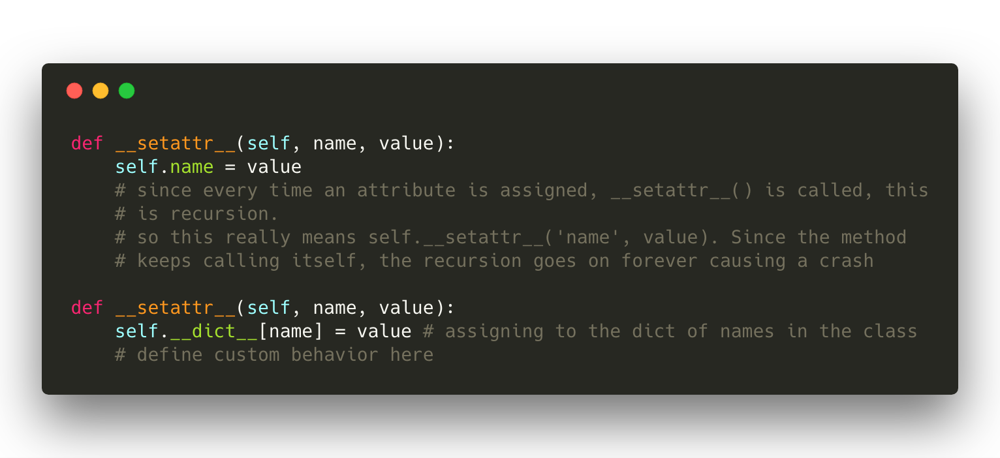 def __setattr__(self, name, value):
    self.name = value
    # since every time an attribute is assigned, __setattr__() is called, this
    # is recursion.
    # so this really means self.__setattr__('name', value). Since the method
    # keeps calling itself, the recursion goes on forever causing a crash

def __setattr__(self, name, value):
    self.__dict__[name] = value # assigning to the dict of names in the class
    # define custom behavior here